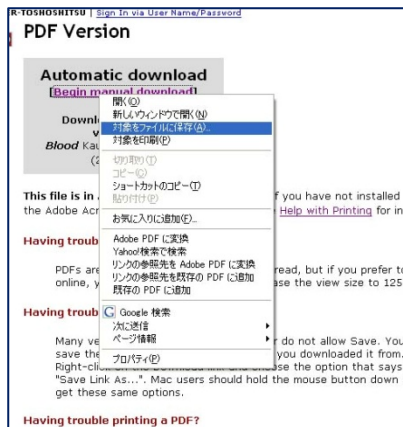 R-TOSHOSHITSU | Sign In via User Name/Password
PDF Version
Automatic download
[Begin manual download]
開く(O)
新しいウィンドウで開く(N)
対象をファイルに保存(A)...
対象を印刷(P)
切り取り(T)
コピー(C)
ショートカットのコピー(T)
貼り付け(P)
お気に入りに追加(F)...
Adobe PDF に変換
Yahoo!検索で検索
リンクの参照先を Adobe PDF に変換
リンクの参照先を既存の PDF に追加
既存の PDF に追加
Google 検索
次に送信
ページ情報
プロパティ(P)
Downl
v
Blood Kau
(2
This file is in
f you have not installed
the Adobe Acr
Help with Printing for in
Having troub
PDFs are
read, but if you prefer to
online, y
ase the view size to 125
Having troub
Many ve
r do not allow Save. You
save the
you downloaded it from.
Right-click on the download link and choose the option that says
"Save Link As...". Mac users should hold the mouse button down
get these same options.
Having trouble printing a PDF?